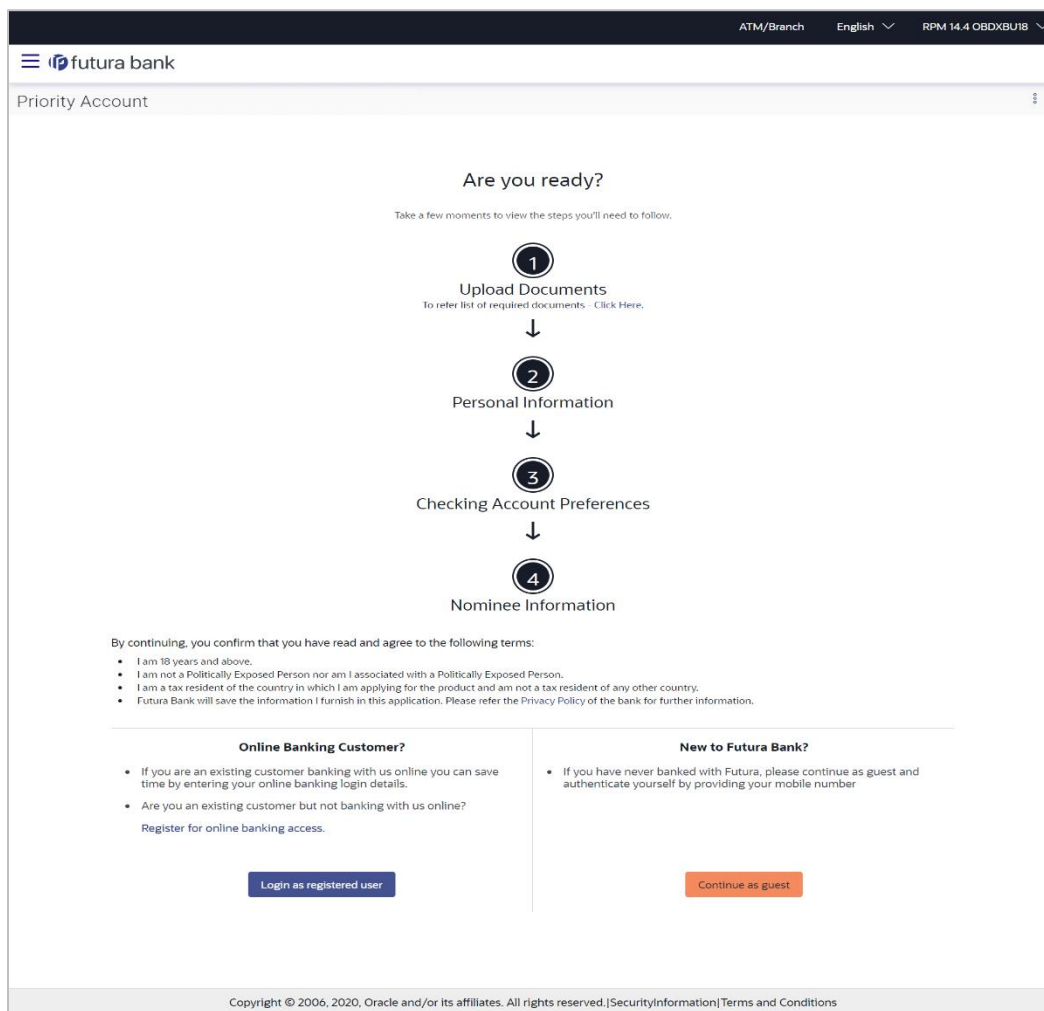 ATM/Branch English RPM 14.4 OBDXBU18
futura bank
Priority Account
Are you ready?
Take a few moments to view the steps you'll need to follow.
1
Upload Documents
To refer list of required documents - Click Here.
2
Personal Information
3
Checking Account Preferences
4
Nominee Information
By continuing, you confirm that you have read and agree to the following terms:
• I am 18 years and above.
• I am not a Politically Exposed Person nor am I associated with a Politically Exposed Person.
• I am a tax resident of the country in which I am applying for the product and am not a tax resident of any other country.
• Futura Bank will save the information I furnish in this application. Please refer the Privacy Policy of the bank for further information.
Online Banking Customer?
• If you are an existing customer banking with us online you can save
time by entering your online banking login details.
• Are you an existing customer but not banking with us online?
Register for online banking access.
Login as registered user
New to Futura Bank?
• If you have never banked with Futura, please continue as guest and
authenticate yourself by providing your mobile number
Continue as guest
Copyright © 2006, 2020, Oracle and/or its affiliates. All rights reserved.|SecurityInformation|Terms and Conditions